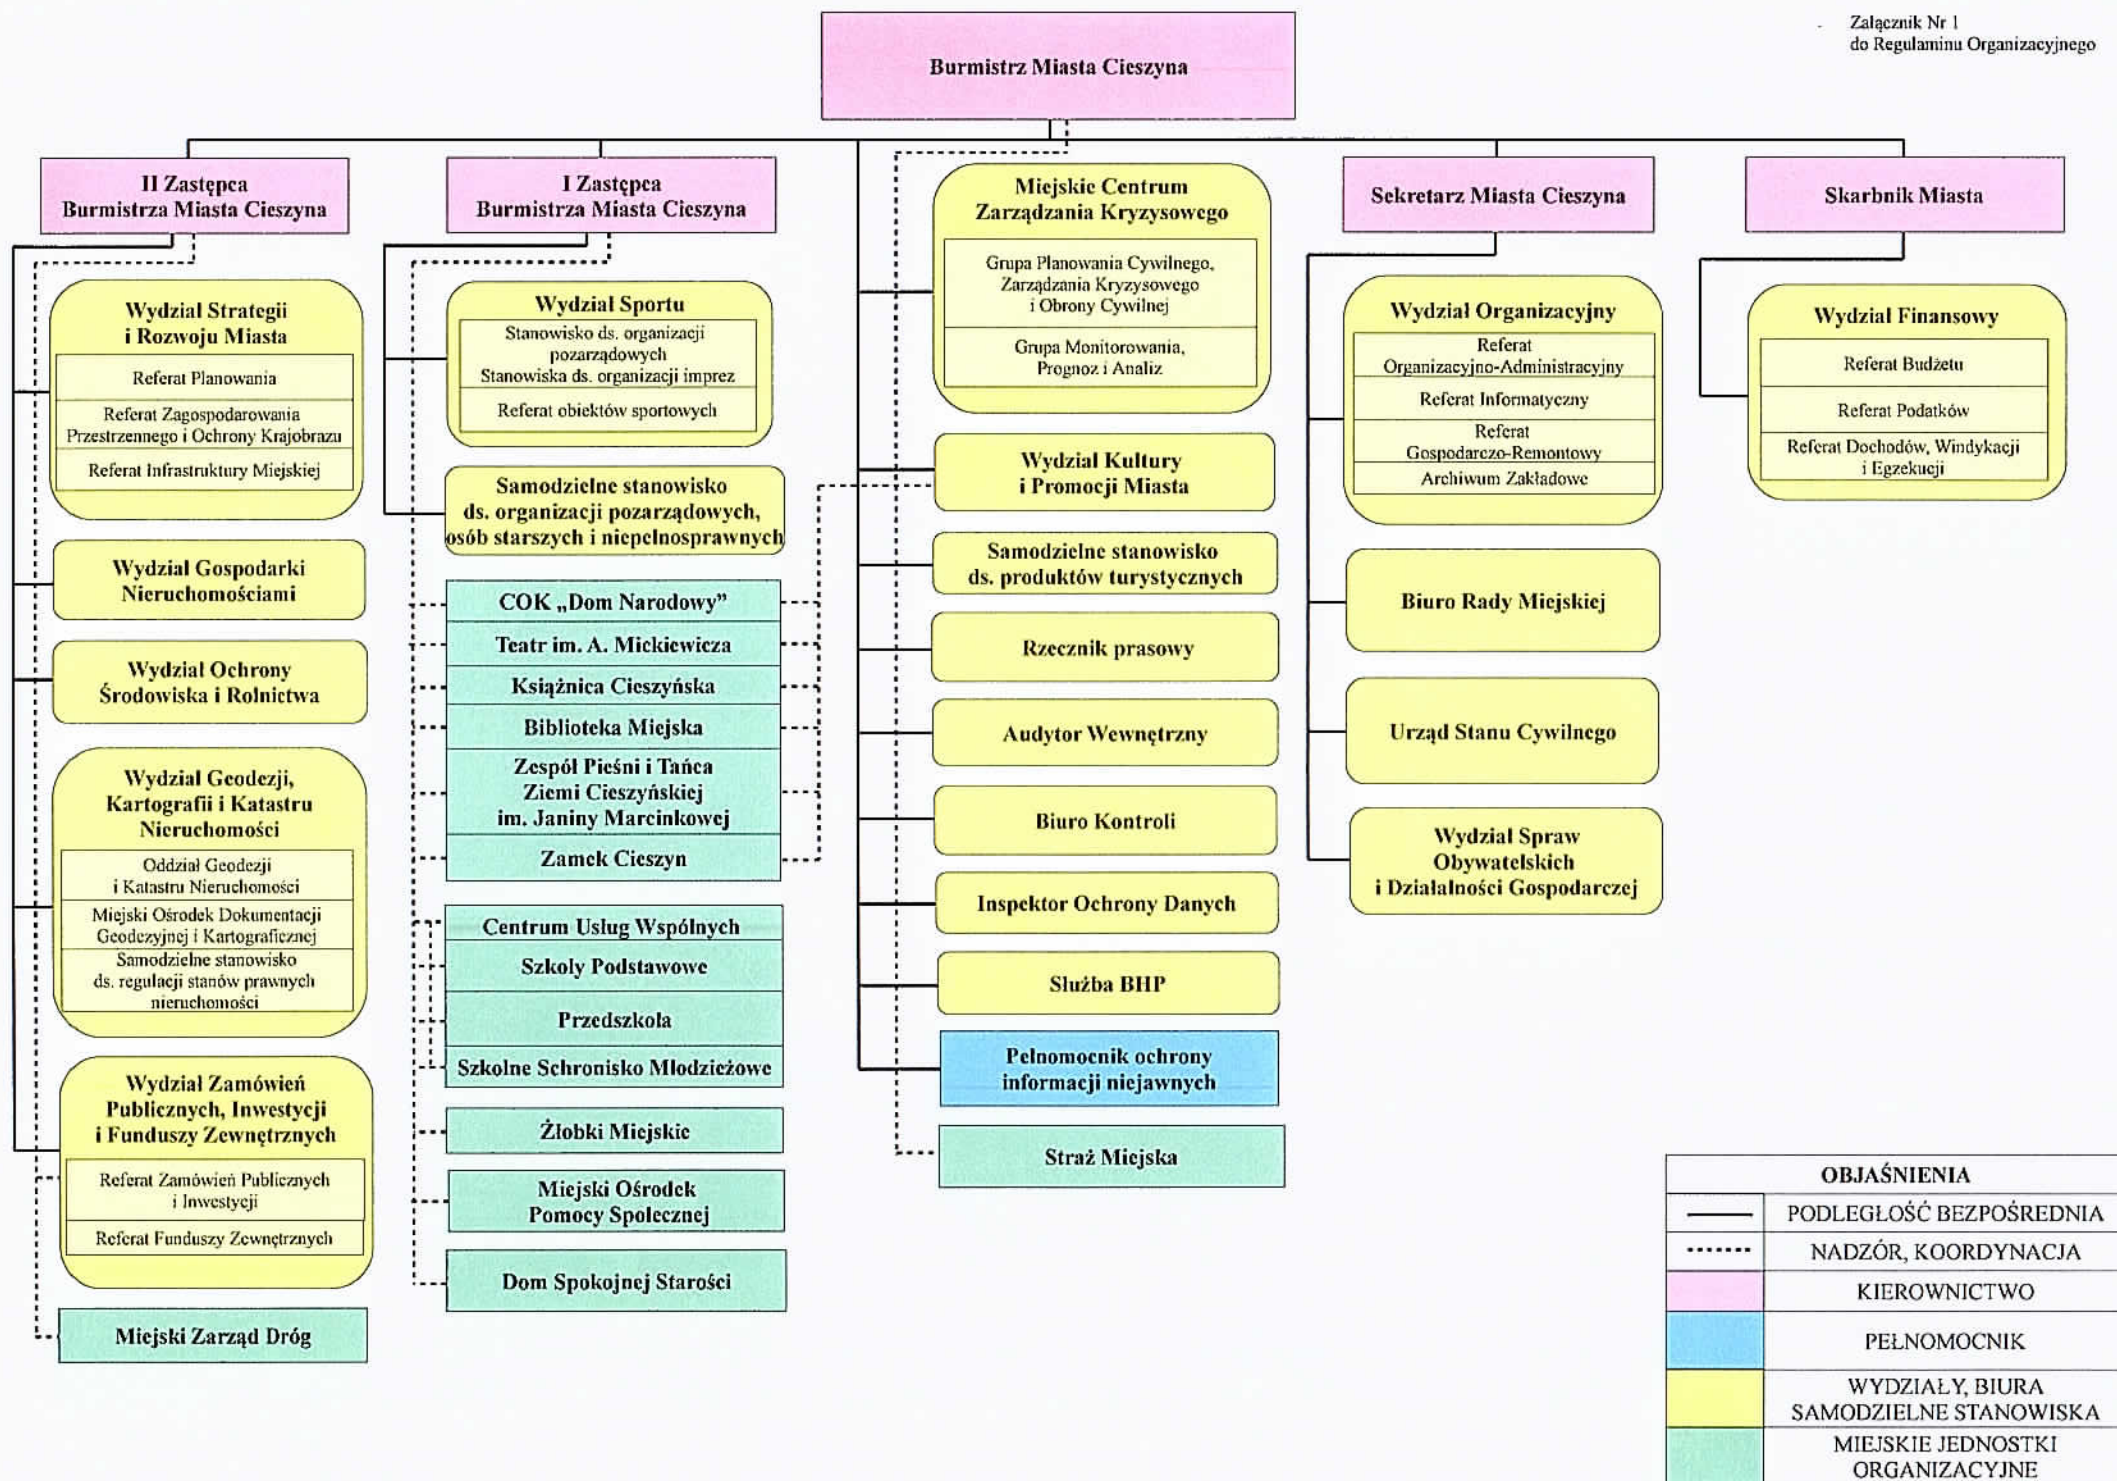 Załącznik Nr 1
do Regulaminu Organizacyjnego
Burmistrz Miasta Cieszyna
II Zastępca
Burmistrza Miasta Cieszyna
Wydział Strategii
i Rozwoju Miasta
Referat Planowania
Referat Zagospodarowania
Przestrzennego i Ochrony Krajobrazu
Referat Infrastruktury Miejskiej
Wydział Gospodarki
Nieruchomościami
Wydział Ochrony
Środowiska i Rolnictwa
Wydział Geodezji,
Kartografii i Katastru
Nieruchomości
Oddział Geodezji
i Katastru Nieruchomości
Miejski Ośrodek Dokumentacji
Geodezyjnej i Kartograficznej
Samodzielne stanowisko
ds. regulacji stanów prawnych
nieruchomości
Wydział Zamówień
Publicznych, Inwestycji
i Funduszy Zewnętrznych
Referat Zamówień Publicznych
i Inwestycji
Referat Funduszy Zewnętrznych
Miejski Zarząd Dróg
I Zastępca
Burmistrza Miasta Cieszyna
Wydział Sportu
Stanowisko ds. organizacji
pozarządowych
Stanowiska ds. organizacji imprez
Referat obiektów sportowych
Samodzielne stanowisko
ds. organizacji pozarządowych,
osób starszych i niepełnosprawnych
COK „Dom Narodowy”
Teatr im. A. Mickiewicza
Książnica Cieszyńska
Biblioteka Miejska
Zespół Pieśni i Tańca
Ziemi Cieszyńskiej
im. Janiny Marcinkowej
Zamek Cieszyn
Centrum Usług Wspólnych
Szkoły Podstawowe
Przedszkola
Szkolne Schronisko Młodzieżowe
Żłobki Miejskie
Miejski Ośrodek
Pomocy Społecznej
Dom Spokojnej Starości
Miejskie Centrum
Zarządzania Kryzysowego
Grupa Planowania Cywilnego,
Zarządzania Kryzysowego
i Obrony Cywilnej
Grupa Monitorowania,
Prognoz i Analiz
Wydział Kultury
i Promocji Miasta
Samodzielne stanowisko
ds. produktów turystycznych
Rzecznik prasowy
Audytor Wewnętrzny
Biuro Kontroli
Inspektor Ochrony Danych
Służba BHP
Pełnomocnik ochrony
informacji niejawnych
Straż Miejska
Sekretarz Miasta Cieszyna
Wydział Organizacyjny
Referat
Organizacyjno-Administracyjny
Referat Informatyczny
Referat
Gospodarczo-Remontowy
Archiwum Zakładowe
Biuro Rady Miejskiej
Urząd Stanu Cywilnego
Wydział Spraw
Obywatelskich
i Działalności Gospodarczej
Skarbnik Miasta
Wydział Finansowy
Referat Budżetu
Referat Podatków
Referat Dochodów, Windykacji
i Egzekucji
OBJAŚNIENIA
PODLEGŁOŚĆ BEZPOŚREDNIA
NADZÓR, KOORDYNACJA
KIEROWNICTWO
PEŁNOMOCNIK
WYDZIAŁY, BIURA
SAMODZIELNE STANOWISKA
MIEJSKIE JEDNOSTKI
ORGANIZACYJNE